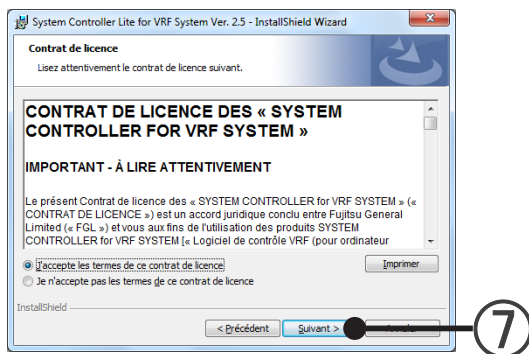 System Controller Lite for VRF System Ver. 2.5 - InstallShield Wizard
Contrat de licence
Lisez attentivement le contrat de licence suivant.
CONTRAT DE LICENCE DES « SYSTEM
CONTROLLER FOR VRF SYSTEM »
IMPORTANT - À LIRE ATTENTIVEMENT
Le présent Contrat de licence des « SYSTEM CONTROLLER for VRF SYSTEM » («
CONTRAT DE LICENCE ») est un accord juridique conclu entre Fujitsu General
Limited (« FGL ») et vous aux fins de l'utilisation des produits SYSTEM
CONTROLLER for VRF SYSTEM [« Logiciel de contrôle VRF (pour ordinateur
J'accepte les termes de ce contrat de licence
Imprimer
Je n'accepte pas les termes de ce contrat de licence
InstallShield
< Précédent
Suivant >
7